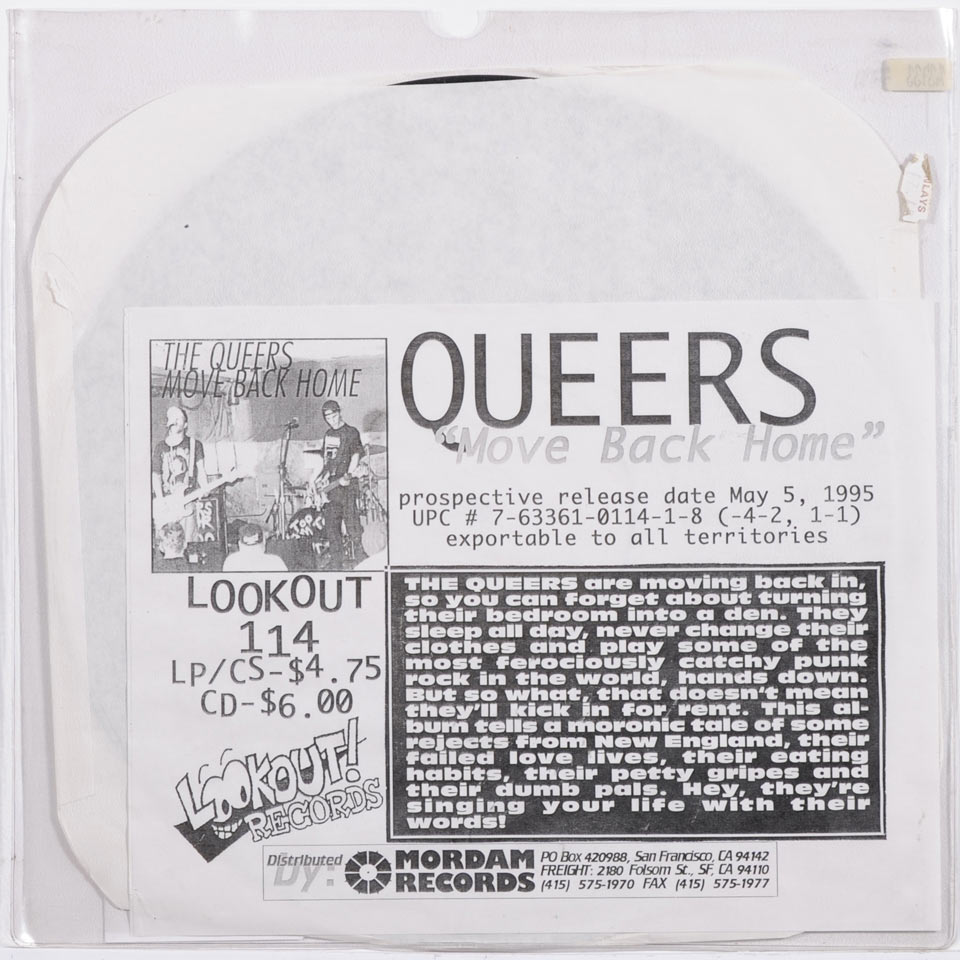 LAYS
THE QUEERS
MOVE BACK HOME
QUEERS
"Move Back Home"
prospective release date May 5, 1995
UPC # 7-63361-0114-1-8 (-4-2, 1-1)
exportable to all territories
LOOKOUT
114
LP/CS-$4.75
CD-$6.00
LOOKOUT!
RECORDS
THE QUEERS are moving back in,
so you can forget about turning
their bedroom into a den. They
sleep all day, never change their
clothes and play some of the
most ferociously catchy punk
rock in the world, hands down.
But so what, that doesn't mean
they'll kick in for rent. This al-
bum tells a moronic tale of some
rejects from New England, their
failed love lives, their eating
habits, their petty gripes and
their dumb pals. Hey, they're
singing your life with their
words!
Distributed
By:
MORDAM
RECORDS
PO Box 420988, San Francisco, CA 94142
FREIGHT: 2180 Folsom St., SF, CA 94110
(415) 575-1970 FAX (415) 575-1977